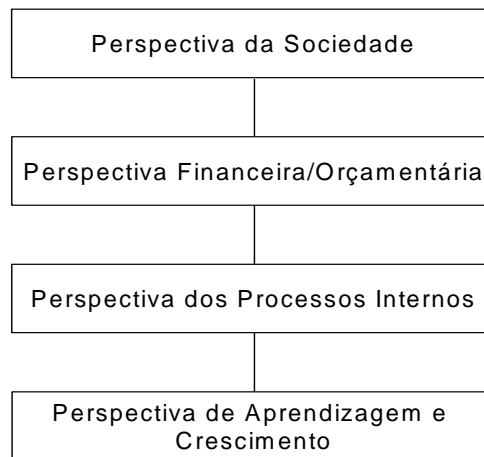 Perspectiva da Sociedade
Perspectiva Financeira/Orçamentária
Perspectiva dos Processos Internos
Perspectiva de Aprendizagem e
Crescimento